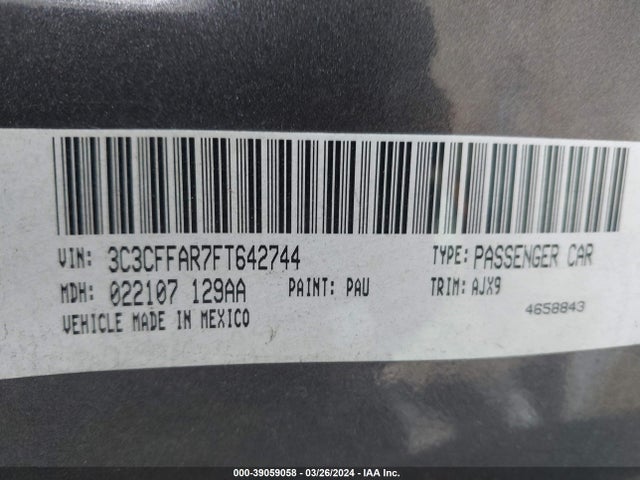 VIN: 3C3CFFAR7FT642744 TYPE: PASSENGER CAR
MDH: 022107 129AA PAINT: PAU TRIM: AJX9
VEHICLE MADE IN MEXICO 4658843
000-39059058 - 03/26/2024 - IAA Inc.